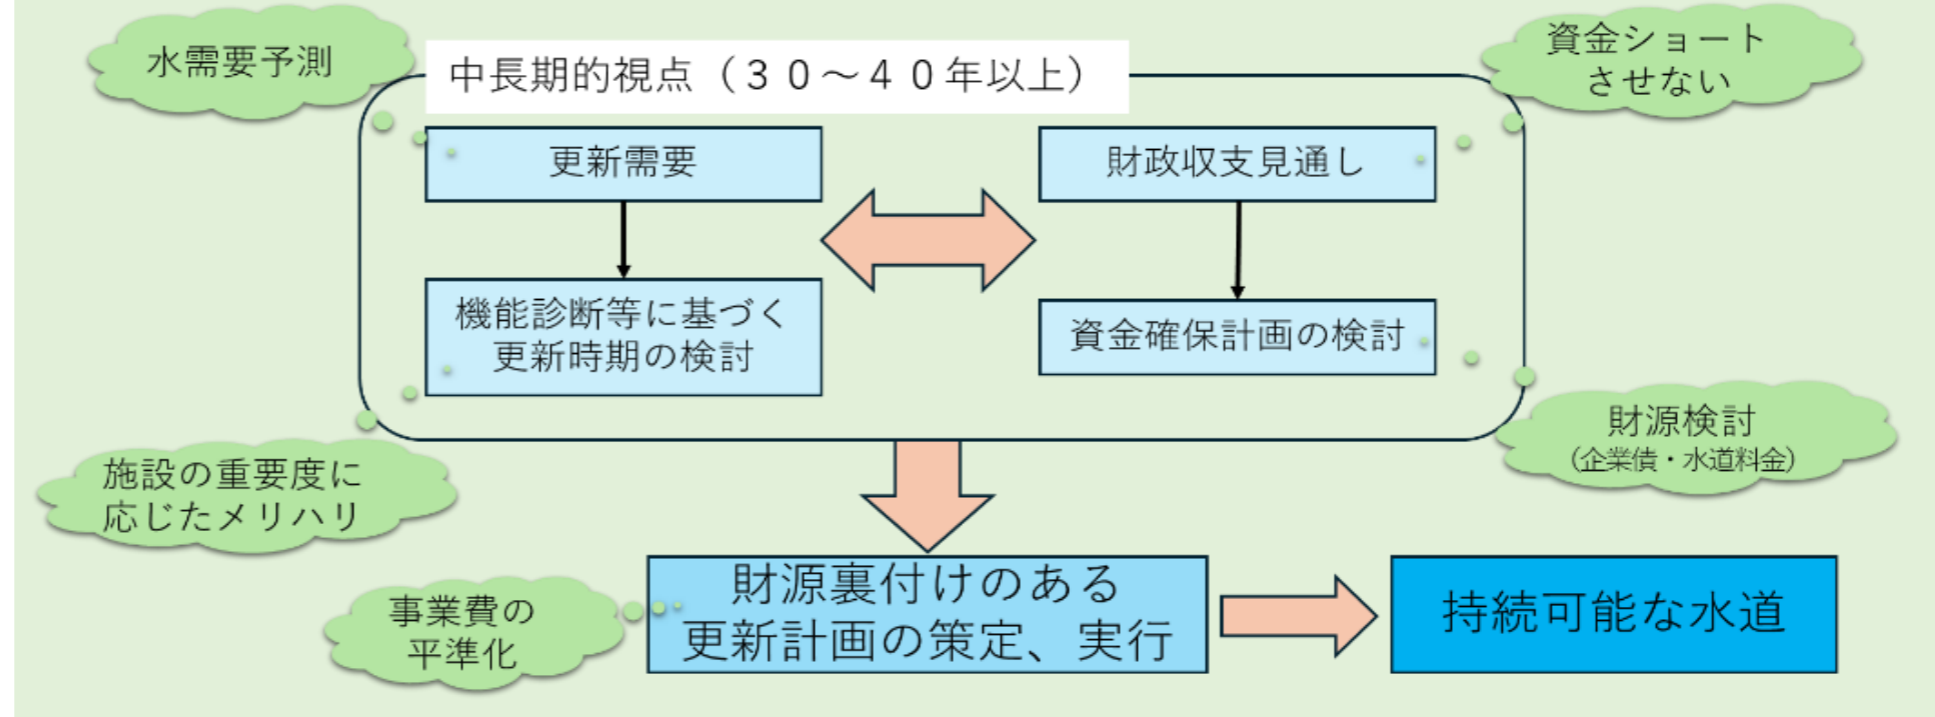 水需要予測
資金ショート
させない
中長期的視点（３０～４０年以上）
更新需要
財政収支見通し
機能診断等に基づく
更新時期の検討
資金確保計画の検討
施設の重要度に
応じたメリハリ
財源検討
（企業債・水道料金）
事業費の
平準化
財源裏付けのある
更新計画の策定、実行
持続可能な水道